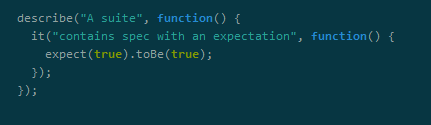 describe("A suite", function() {
  it("contains spec with an expectation", function() {
    expect(true).toBe(true);
  });
});